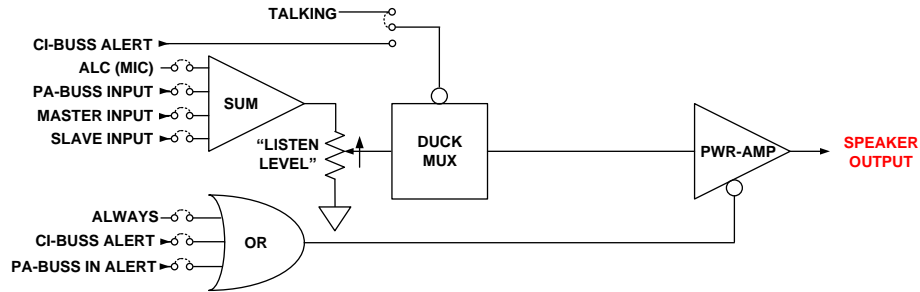 TALKING
CI-BUSS ALERT
ALC (MIC)
PA-BUSS INPUT
MASTER INPUT
SLAVE INPUT
SUM
“LISTEN
LEVEL”
DUCK
MUX
PWR-AMP
SPEAKER
OUTPUT
ALWAYS
CI-BUSS ALERT
PA-BUSS IN ALERT
OR